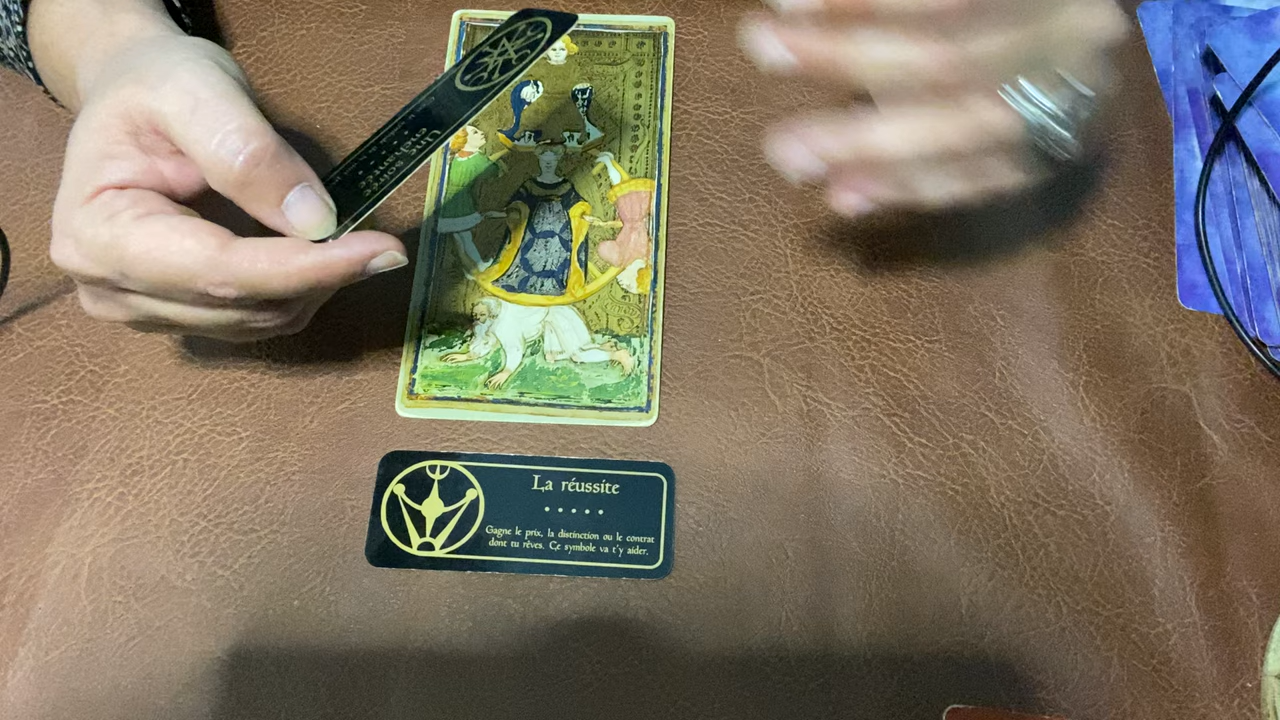 La réussite
Gagne le prix, la distinction ou le contrat
dont tu rêves. Ce symbole va t'y aider.